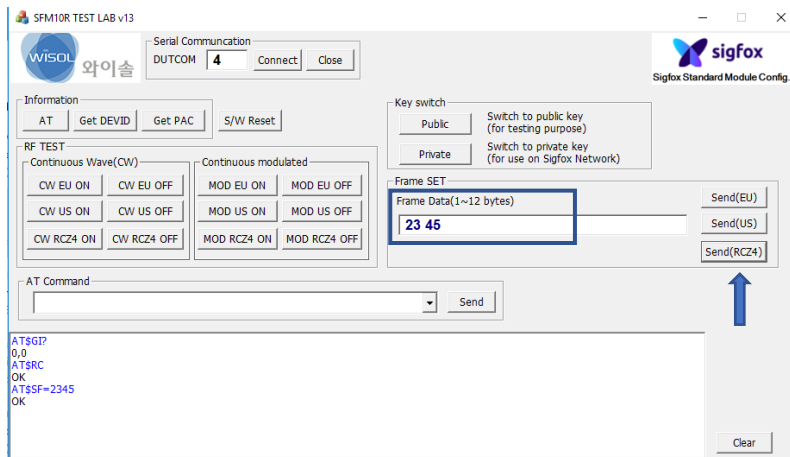 SFM10R TEST LAB v13
WiSOL 와이솔
Serial Communcation
DUTCOM 4 Connect Close
sigfox
Sigfox Standard Module Config.
Information
AT Get DEVID Get PAC S/W Reset
Key switch
Public Switch to public key
(for testing purpose)
Private Switch to private key
(for use on Sigfox Network)
RF TEST
Continuous Wave(CW)
CW EU ON CW EU OFF
CW US ON CW US OFF
CW RCZ4 ON CW RCZ4 OFF
Continuous modulated
MOD EU ON MOD EU OFF
MOD US ON MOD US OFF
MOD RCZ4 ON MOD RCZ4 OFF
Frame SET
Frame Data(1~12 bytes)
23 45
Send(EU)
Send(US)
Send(RCZ4)
AT Command
Send
AT$GI?
0,0
AT$RC
OK
AT$SF=2345
OK
Clear